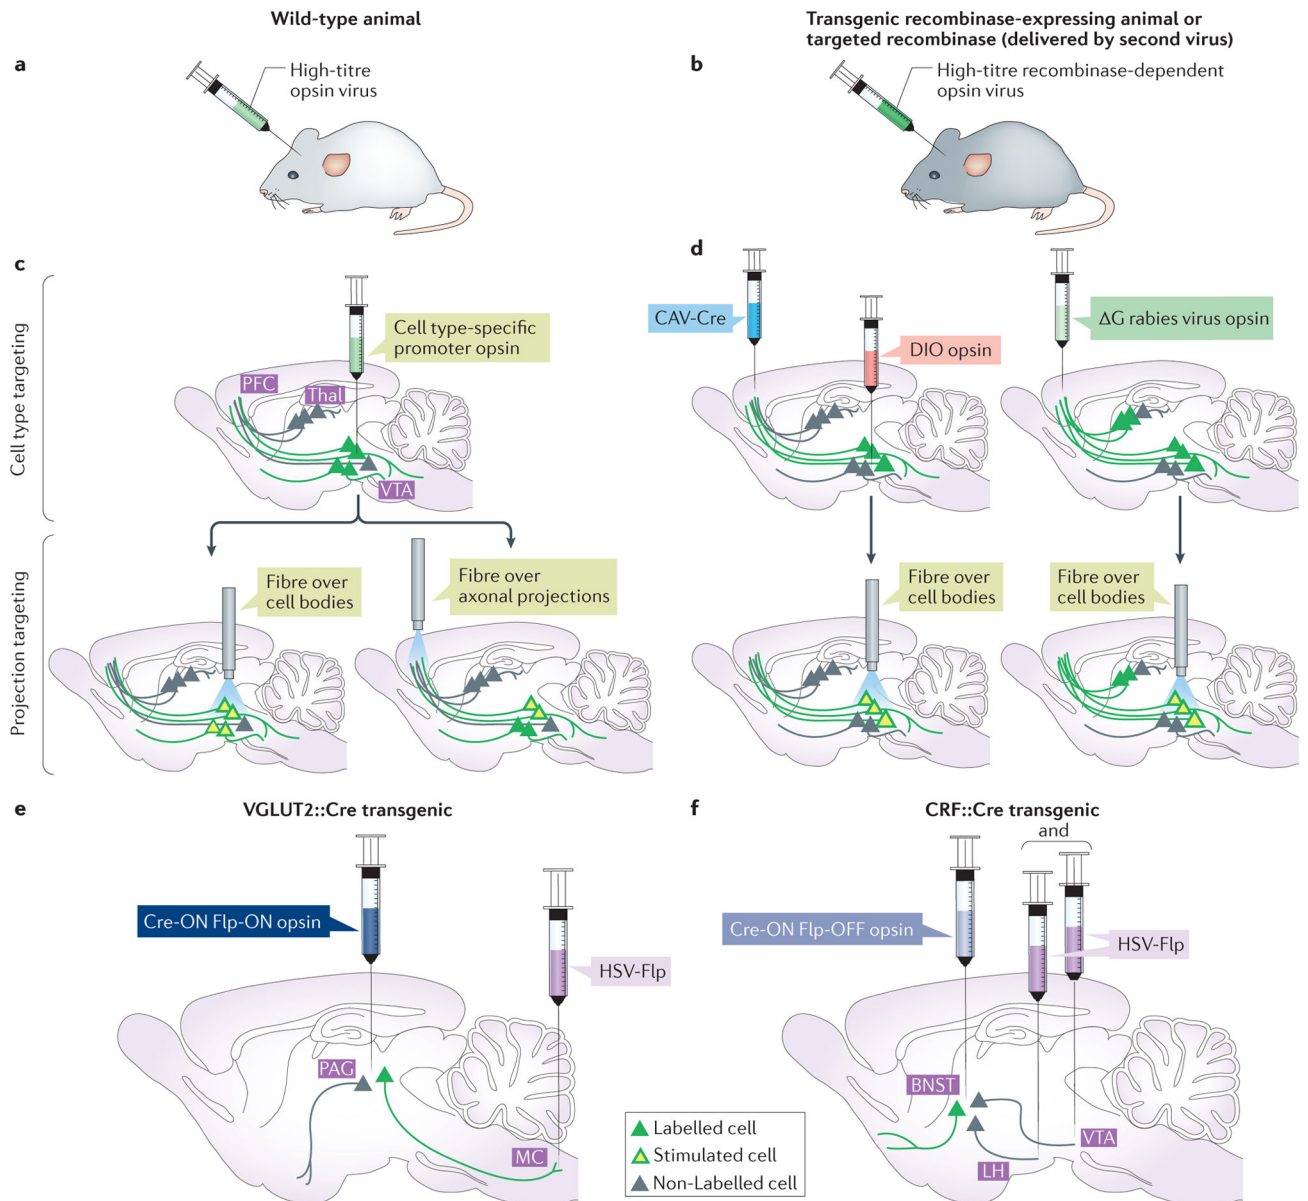 Wild-type animal
Transgenic recombinase-expressing animal or
targeted recombinase (delivered by second virus)
a
High-titre
opsin virus
b
High-titre recombinase-dependent
opsin virus
c
Cell type targeting
Cell type-specific
promoter opsin
PFC
Thal
VTA
d
CAV-Cre
DIO opsin
ΔG rabies virus opsin
Projection targeting
Fibre over
cell bodies
Fibre over
axonal projections
Fibre over
cell bodies
Fibre over
cell bodies
e
VGLUT2::Cre transgenic
Cre-ON Flp-ON opsin
HSV-Flp
PAG
MC
f
CRF::Cre transgenic
and
Cre-ON Flp-OFF opsin
HSV-Flp
BNST
VTA
LH
Labelled cell
Stimulated cell
Non-Labelled cell